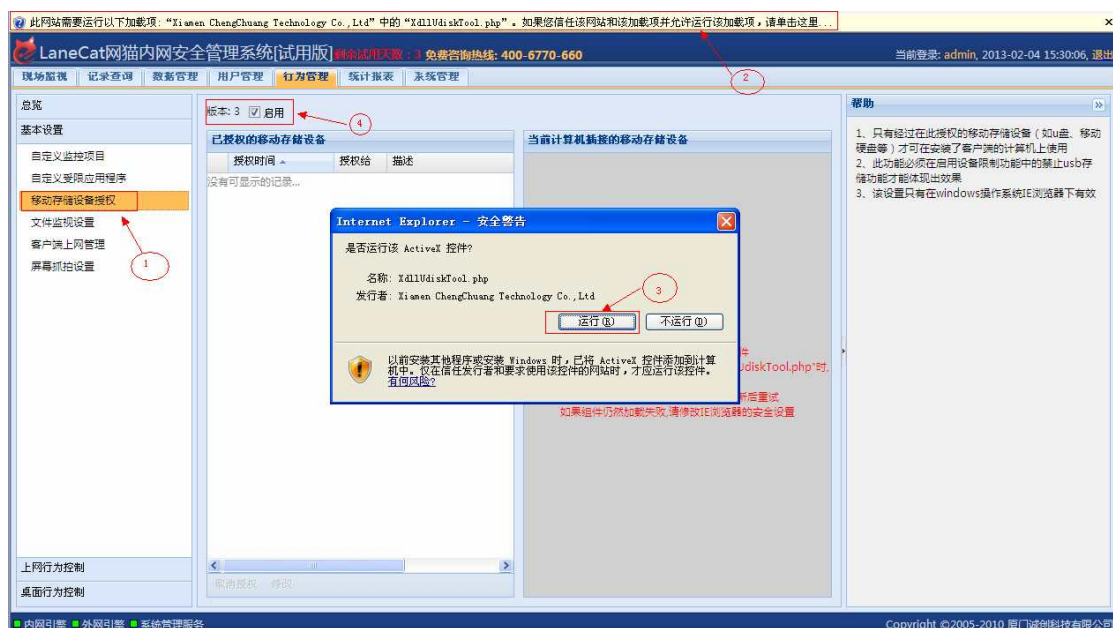 此网站需要运行以下加载项：“Xiamen ChengChuang Technology Co.,Ltd”中的“XdllUdiskTool.php”。如果您信任该网站和该加载项并允许运行该加载项，请单击这里...
LaneCat网猫内网安全管理系统[试用版]剩余试用天数：3 免费咨询热线: 400-6770-660
当前登录: admin, 2013-02-04 15:30:06, 退出
现场监视 记录查询 数据管理 用户管理 行为管理 统计报表 系统管理
2
总览
基本设置
自定义监控项目
自定义受限应用程序
移动存储设备授权
文件监视设置
客户端上网管理
屏幕抓拍设置
1
上网行为控制
桌面行为控制
版本: 3 启用
4
已授权的移动存储设备
授权时间 授权给 描述
没有可显示的记录...
取消授权 修改
当前计算机插接的移动存储设备
Internet Explorer - 安全警告
是否运行该 ActiveX 控件?
名称: XdllUdiskTool.php
发行者: Xiamen ChengChuang Technology Co.,Ltd
3
运行(R) 不运行(D)
以前安装其他程序或安装 Windows 时，已将 ActiveX 控件添加到计算
机中。仅在信任发行者和要求使用该控件的网站时，才应运行该控件。
有何风险?
件
UdiskTool.php"时,
新后重试
如果组件仍然加载失败,请修改IE浏览器的安全设置
帮助
1、只有经过在此授权的移动存储设备（如u盘、移动
硬盘等）才可在安装了客户端的计算机上使用
2、此功能必须在启用设备限制功能中的禁止usb存
储功能才能体现出效果
3、该设置只有在windows操作系统IE浏览器下有效
内网引擎 外网引擎 系统管理服务
Copyright ©2005-2010 厦门诚创科技有限公司